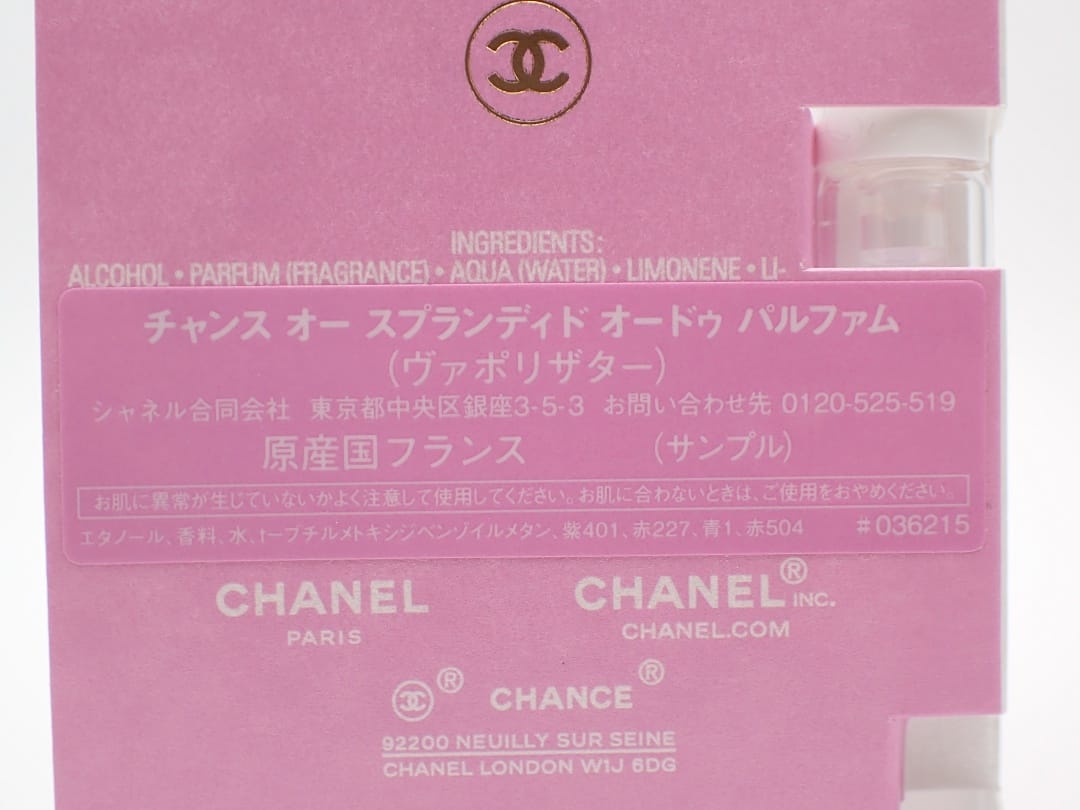 INGREDIENTS:
ALCOHOL • PARFUM (FRAGRANCE) • AQUA (WATER) • LIMONENE • LI-
チャンス オー スプランディド オードゥ パルファム
(ヴァポリザター)
シャネル合同会社 東京都中央区銀座3-5-3 お問い合わせ先 0120-525-519
原産国フランス (サンプル)
お肌に異常が生じていないかよく注意して使用してください。お肌に合わないときは、ご使用をおやめください。
エタノール、香料、水、t-ブチルメトキシジベンゾイルメタン、紫401、赤227、青1、赤504 #036215
CHANEL CHANEL® INC.
PARIS CHANEL.COM
® CHANCE®
92200 NEUILLY SUR SEINE
CHANEL LONDON W1J 6DG